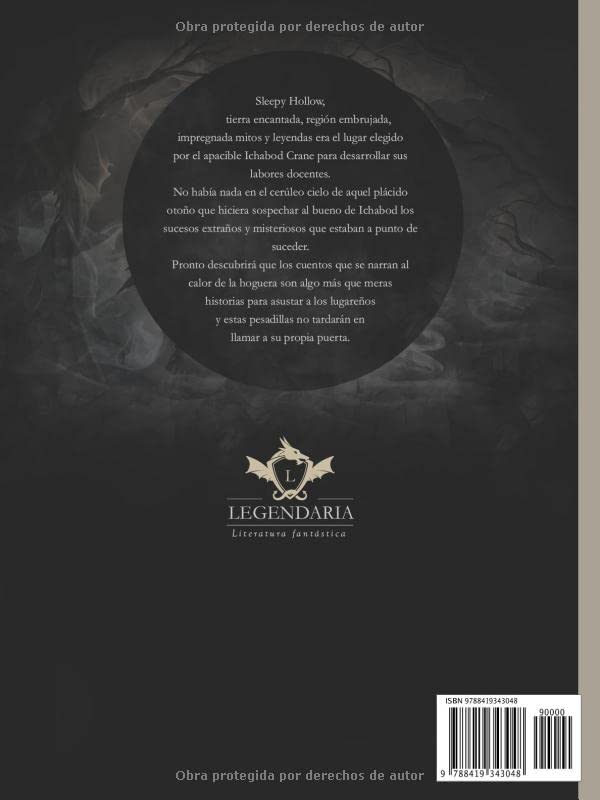 Obra protegida por derechos de autor
Sleepy Hollow,
tierra encantada, región embrujada,
impregnada mitos y leyendas era el lugar elegido
por el apacible Ichabod Crane para desarrollar sus
labores docentes.
No había nada en el cerúleo cielo de aquel plácido
otoño que hiciera sospechar al bueno de Ichabod los
sucesos extraños y misteriosos que estaban a punto de
suceder.
Pronto descubrirá que los cuentos que se narran al
calor de la hoguera son algo más que meras
historias para asustar a los lugareños
y estas pesadillas no tardarán en
llamar a su propia puerta.
L
LEGENDARIA
Literatura fantástica
ISBN 9788419343048
90000
9 788419 343048
Obra protegida por derechos de autor